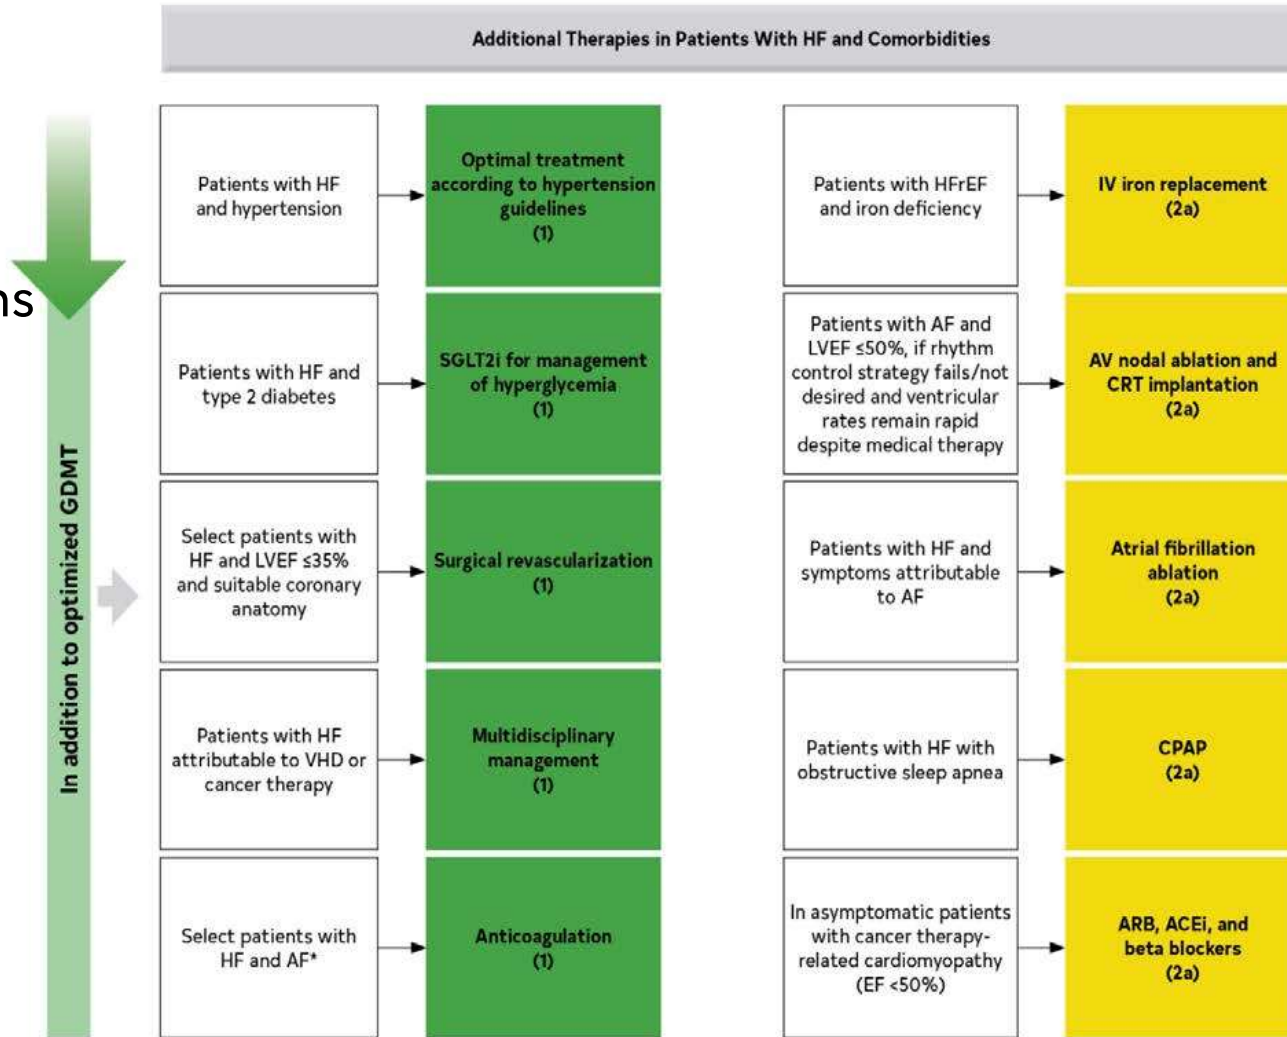 Additional Therapies in Patients With HF and Comorbidities
ns
In addition to optimized GDMT
Patients with HF
and hypertension
Optimal treatment
according to hypertension
guidelines
(1)
Patients with HF and
type 2 diabetes
SGLT2i for management
of hyperglycemia
(1)
Select patients with
HF and LVEF ≤35%
and suitable coronary
anatomy
Surgical revascularization
(1)
Patients with HF
attributable to VHD or
cancer therapy
Multidisciplinary
management
(1)
Select patients with
HF and AF*
Anticoagulation
(1)
Patients with HFrEF
and iron deficiency
IV iron replacement
(2a)
Patients with AF and
LVEF ≤50%, if rhythm
control strategy fails/not
desired and ventricular
rates remain rapid
despite medical therapy
AV nodal ablation and
CRT implantation
(2a)
Patients with HF and
symptoms attributable
to AF
Atrial fibrillation
ablation
(2a)
Patients with HF with
obstructive sleep apnea
CPAP
(2a)
In asymptomatic patients
with cancer therapy-
related cardiomyopathy
(EF <50%)
ARB, ACEi, and
beta blockers
(2a)